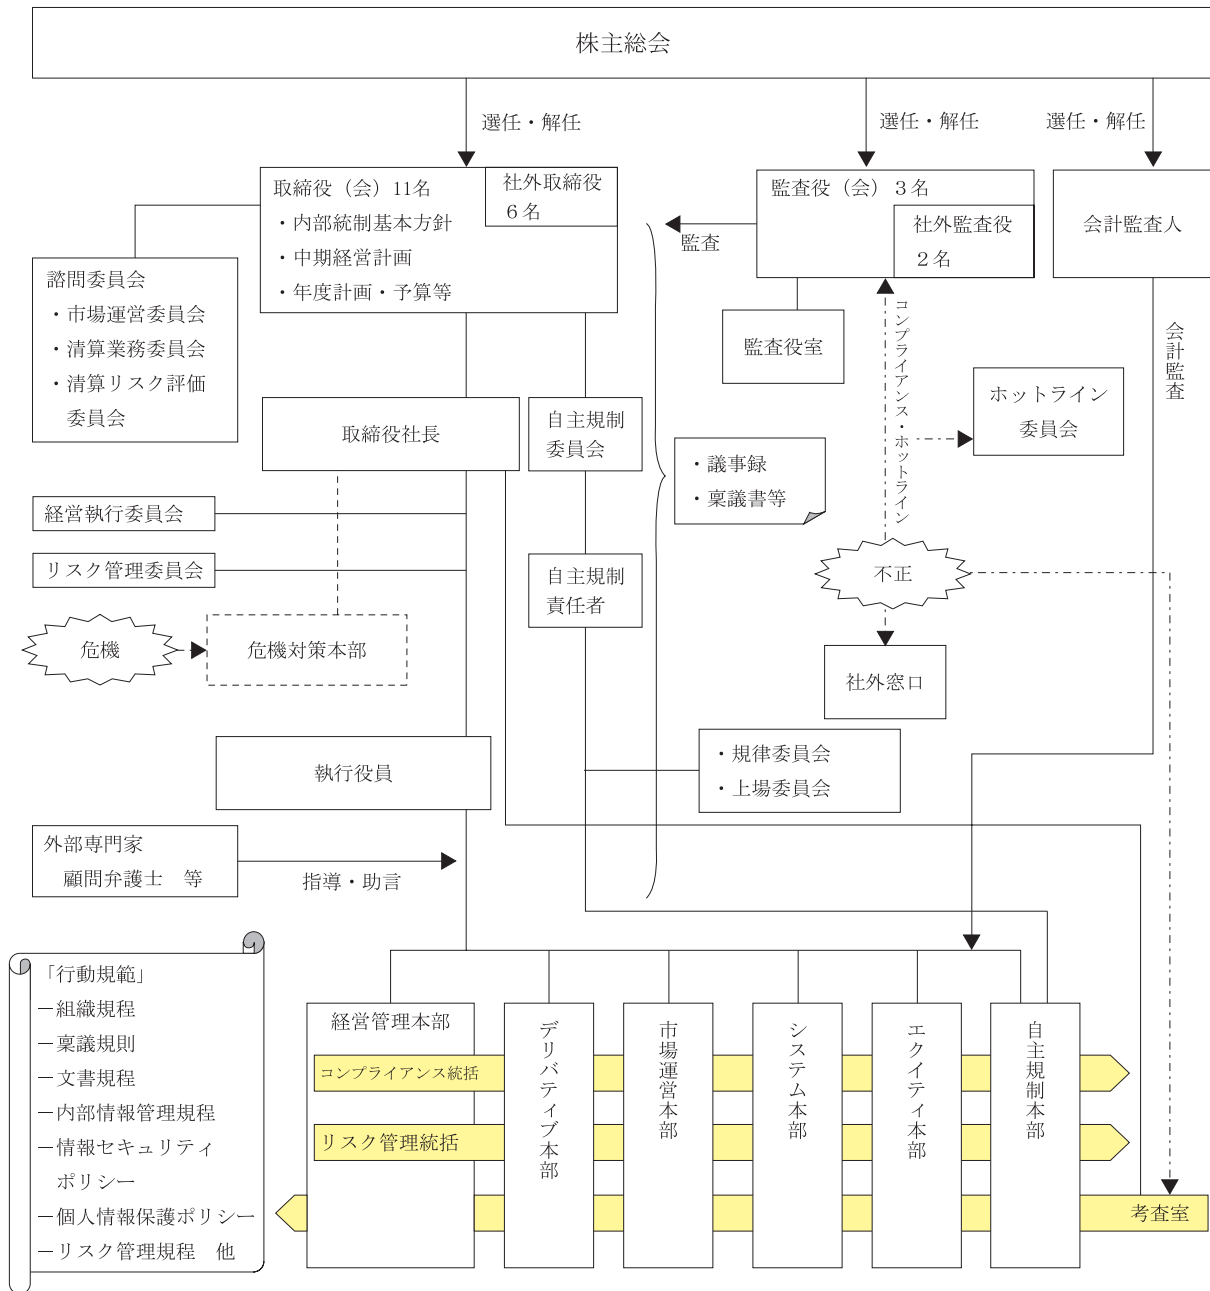 株主総会
選任・解任
選任・解任
選任・解任
取締役（会）11名
・内部統制基本方針
・中期経営計画
・年度計画・予算等
社外取締役
６名
監査役（会）３名
社外監査役
２名
会計監査人
監査
諮問委員会
・市場運営委員会
・清算業務委員会
・清算リスク評価
委員会
監査役室
コンプライアンス・ホットライン
会計監査
ホットライン
委員会
取締役社長
自主規制
委員会
・議事録
・稟議書等
経営執行委員会
リスク管理委員会
自主規制
責任者
不正
危機
危機対策本部
社外窓口
執行役員
・規律委員会
・上場委員会
外部専門家
顧問弁護士　等
指導・助言
「行動規範」
－組織規程
－稟議規則
－文書規程
－内部情報管理規程
－情報セキュリティ
ポリシー
－個人情報保護ポリシー
－リスク管理規程　他
経営管理本部
デリバティブ本部
市場運営本部
システム本部
エクイティ本部
自主規制本部
コンプライアンス統括
リスク管理統括
考査室